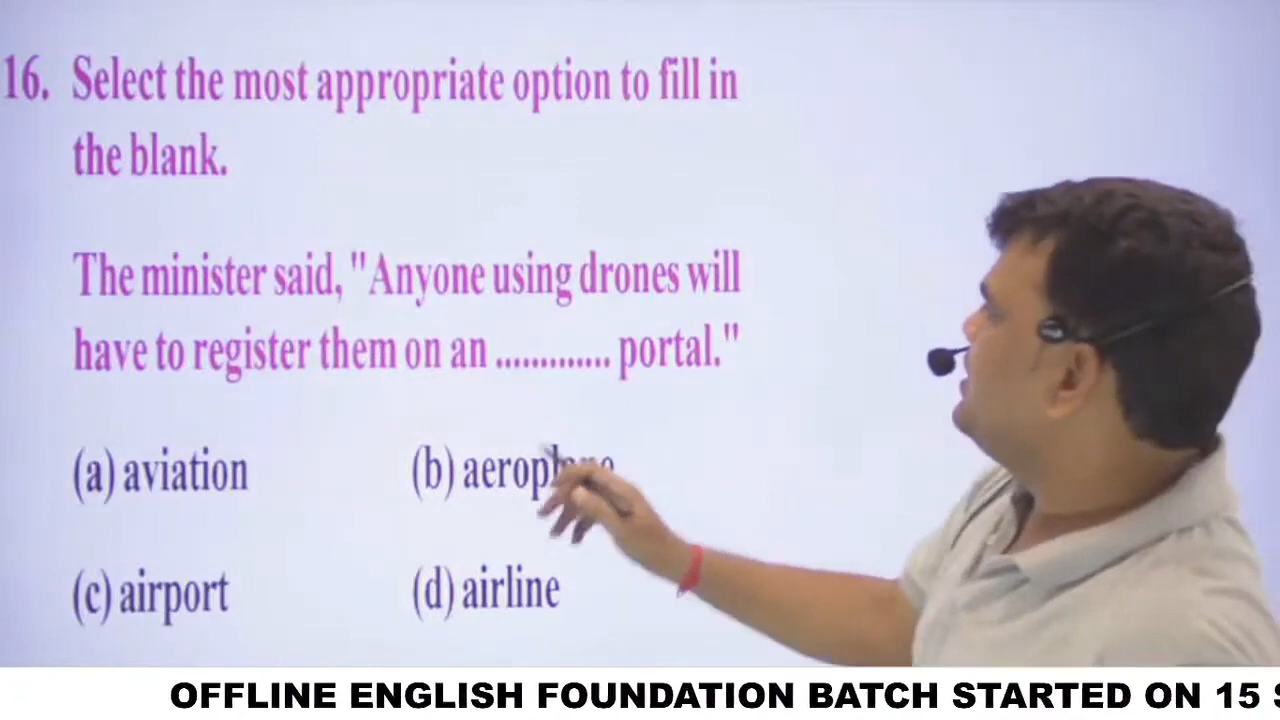 16. Select the most appropriate option to fill in
the blank.
The minister said, "Anyone using drones will
have to register them on an ............. portal."
(a) aviation (b) aeroplane
(c) airport (d) airline
OFFLINE ENGLISH FOUNDATION BATCH STARTED ON 15